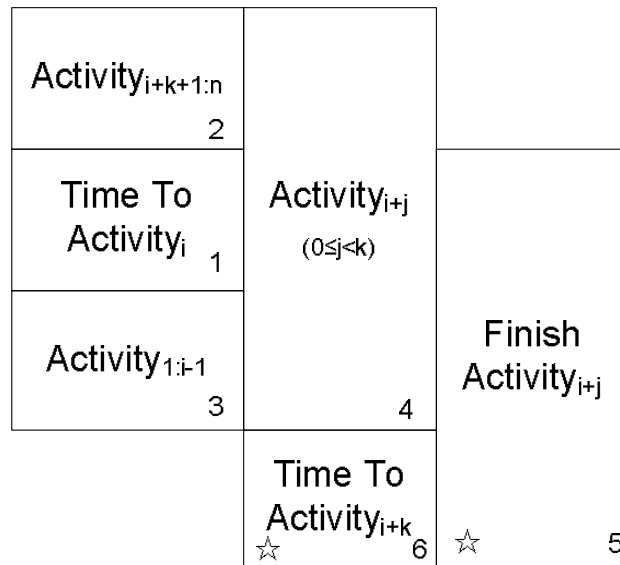 Activity_{i+k+1:n}
2
Time To
Activity_i
1
Activity_{1:i-1}
3
Activity_{i+j}
(0≤j<k)
4
Time To
Activity_{i+k}
☆ 6
Finish
Activity_{i+j}
☆ 5